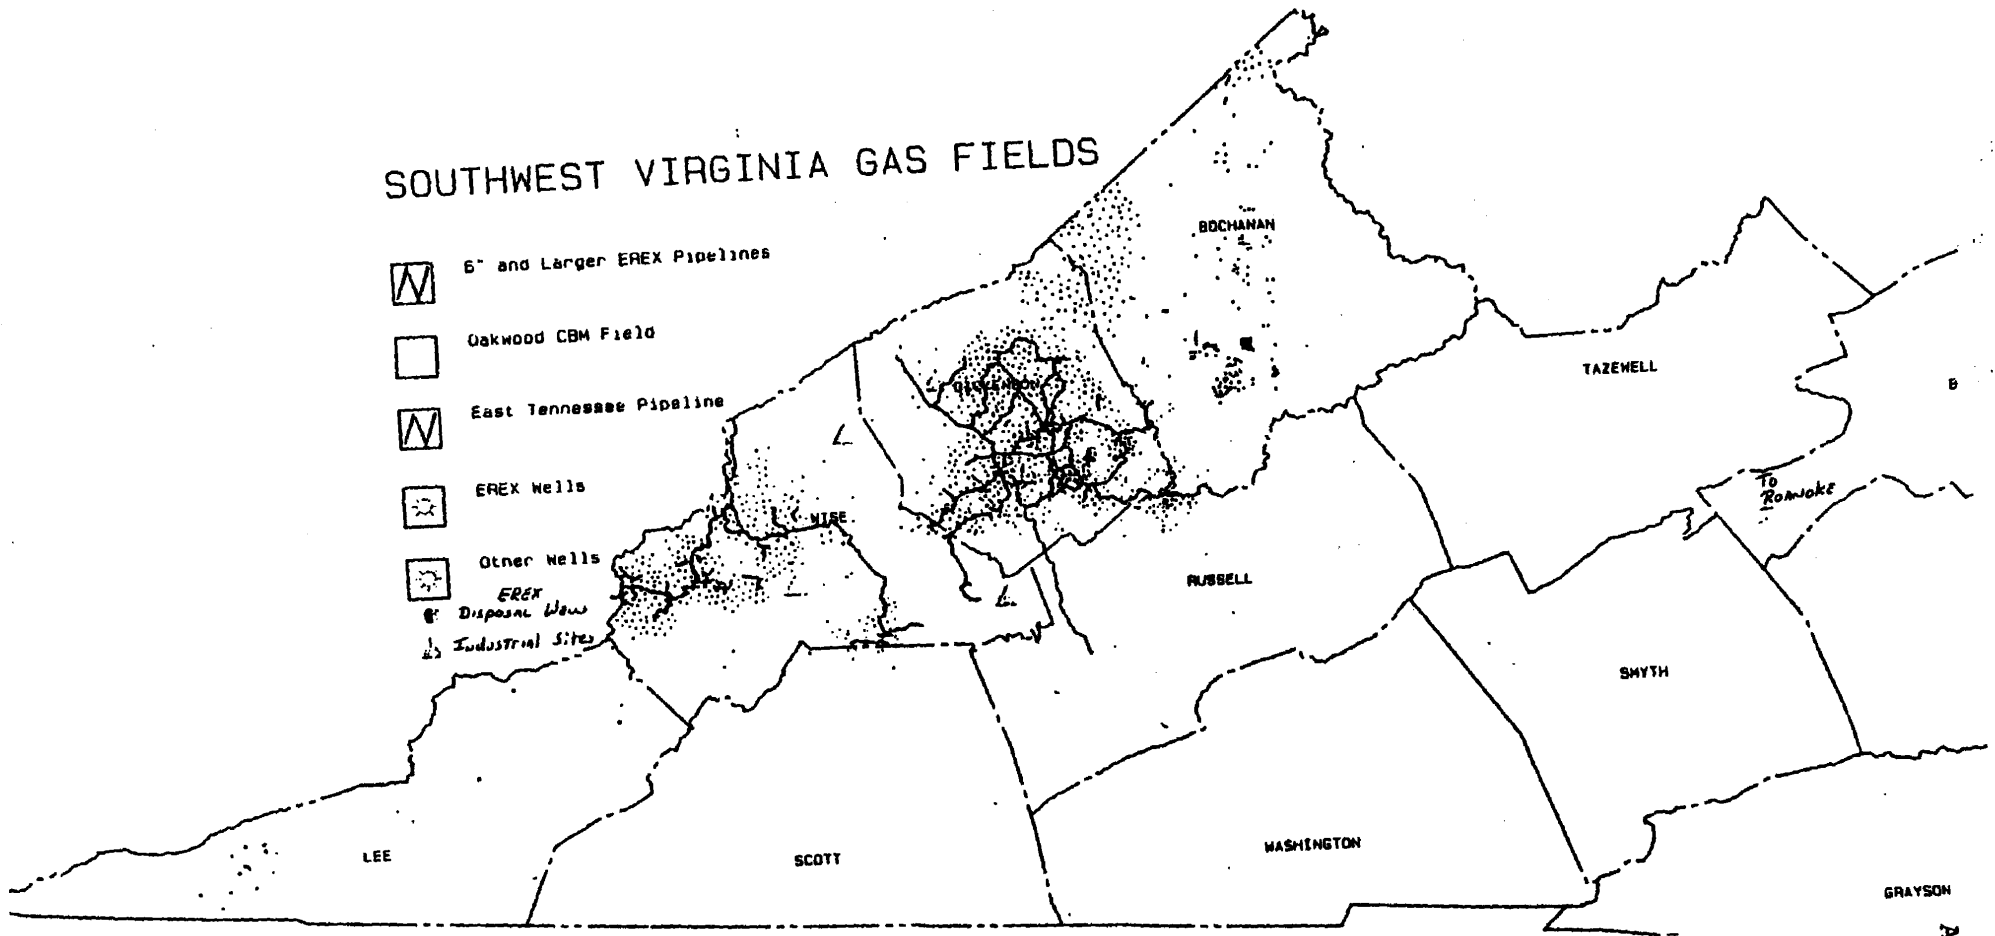 SOUTHWEST VIRGINIA GAS FIELDS
6" and Larger EREX Pipelines
Oakwood CBM Field
East Tennessee Pipeline
EREX Wells
Other Wells
EREX
Disposal Well
Industrial Sites
BUCHANAN
DICKENSON
TAZEWELL
B
To
ROANOKE
WISE
RUSSELL
SMYTH
LEE
SCOTT
WASHINGTON
GRAYSON